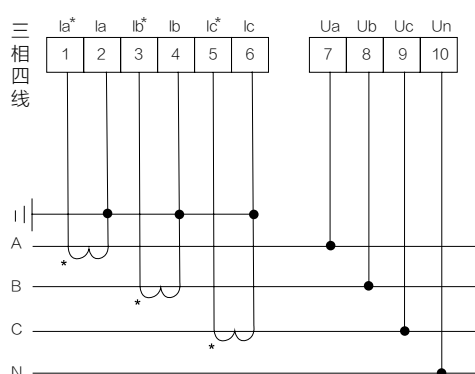 三相四线
Ia* Ia Ib* Ib Ic* Ic Ua Ub Uc Un
1 2 3 4 5 6 7 8 9 10
A
*
B
*
C
*
N